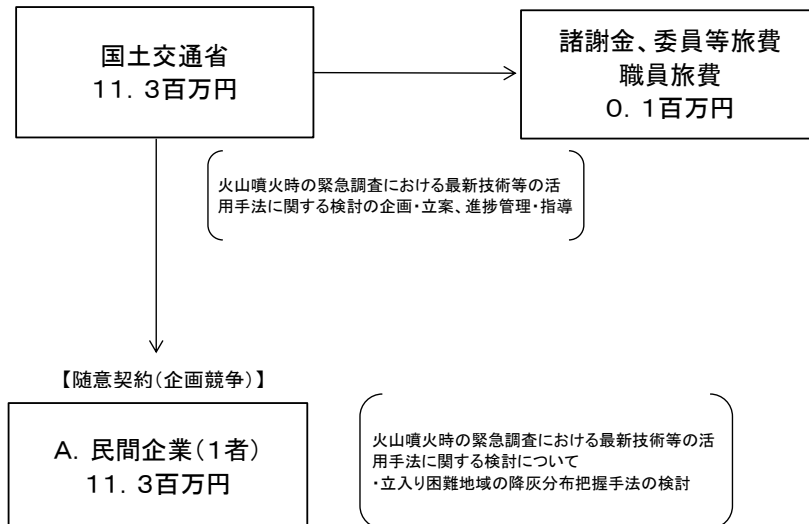 国土交通省
11．3百万円
諸謝金、委員等旅費
職員旅費
0．1百万円
火山噴火時の緊急調査における最新技術等の活
用手法に関する検討の企画・立案、進捗管理・指導
【随意契約（企画競争）】
A．民間企業（1者）
11．3百万円
火山噴火時の緊急調査における最新技術等の活
用手法に関する検討について
・立入り困難地域の降灰分布把握手法の検討